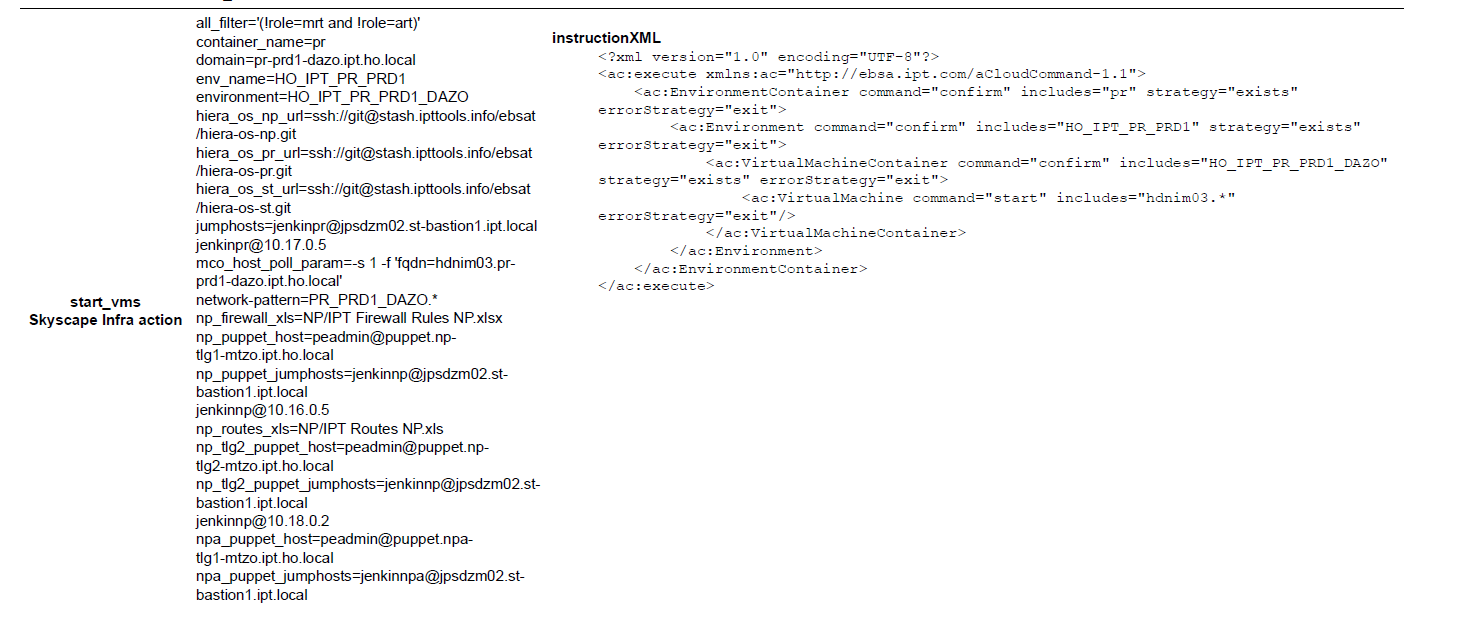 start_vms
Skyscape Infra action
all_filter='(!role=mrt and !role=art)'
container_name=pr
domain=pr-prd1-dazo.ipt.ho.local
env_name=HO_IPT_PR_PRD1
environment=HO_IPT_PR_PRD1_DAZO
hiera_os_np_url=ssh://git@stash.ipttools.info/ebsat
/hiera-os-np.git
hiera_os_pr_url=ssh://git@stash.ipttools.info/ebsat
/hiera-os-pr.git
hiera_os_st_url=ssh://git@stash.ipttools.info/ebsat
/hiera-os-st.git
jumphosts=jenkinpr@jpsdzm02.st-bastion1.ipt.local
jenkinpr@10.17.0.5
mco_host_poll_param=-s 1 -f 'fqdn=hdnim03.pr-
prd1-dazo.ipt.ho.local'
network-pattern=PR_PRD1_DAZO.*
np_firewall_xls=NP/IPT Firewall Rules NP.xlsx
np_puppet_host=peadmin@puppet.np-
tlg1-mtzo.ipt.ho.local
np_puppet_jumphosts=jenkinnp@jpsdzm02.st-
bastion1.ipt.local
jenkinnp@10.16.0.5
np_routes_xls=NP/IPT Routes NP.xls
np_tlg2_puppet_host=peadmin@puppet.np-
tlg2-mtzo.ipt.ho.local
np_tlg2_puppet_jumphosts=jenkinnp@jpsdzm02.st-
bastion1.ipt.local
jenkinnp@10.18.0.2
npa_puppet_host=peadmin@puppet.npa-
tlg1-mtzo.ipt.ho.local
npa_puppet_jumphosts=jenkinnpa@jpsdzm02.st-
bastion1.ipt.local
instructionXML
<?xml version="1.0" encoding="UTF-8"?>
<ac:execute xmlns:ac="http://ebsa.ipt.com/aCloudCommand-1.1">
<ac:EnvironmentContainer command="confirm" includes="pr" strategy="exists"
errorStrategy="exit">
<ac:Environment command="confirm" includes="HO_IPT_PR_PRD1" strategy="exists"
errorStrategy="exit">
<ac:VirtualMachineContainer command="confirm" includes="HO_IPT_PR_PRD1_DAZO"
strategy="exists" errorStrategy="exit">
<ac:VirtualMachine command="start" includes="hdnim03.*"
errorStrategy="exit"/>
</ac:VirtualMachineContainer>
</ac:Environment>
</ac:EnvironmentContainer>
</ac:execute>